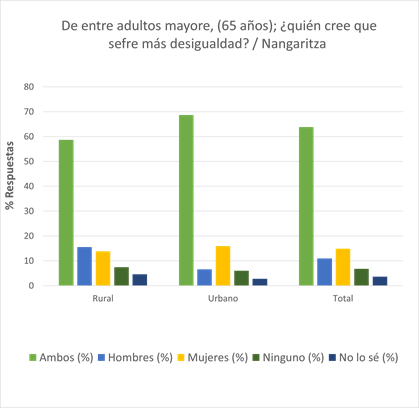 De entre adultos mayore, (65 años); ¿quién cree que
sefre más desigualdad? / Nangaritza
% Respuestas
80
70
60
50
40
30
20
10
0
Rural Urbano Total
Ambos (%) Hombres (%) Mujeres (%) Ninguno (%) No lo sé (%)